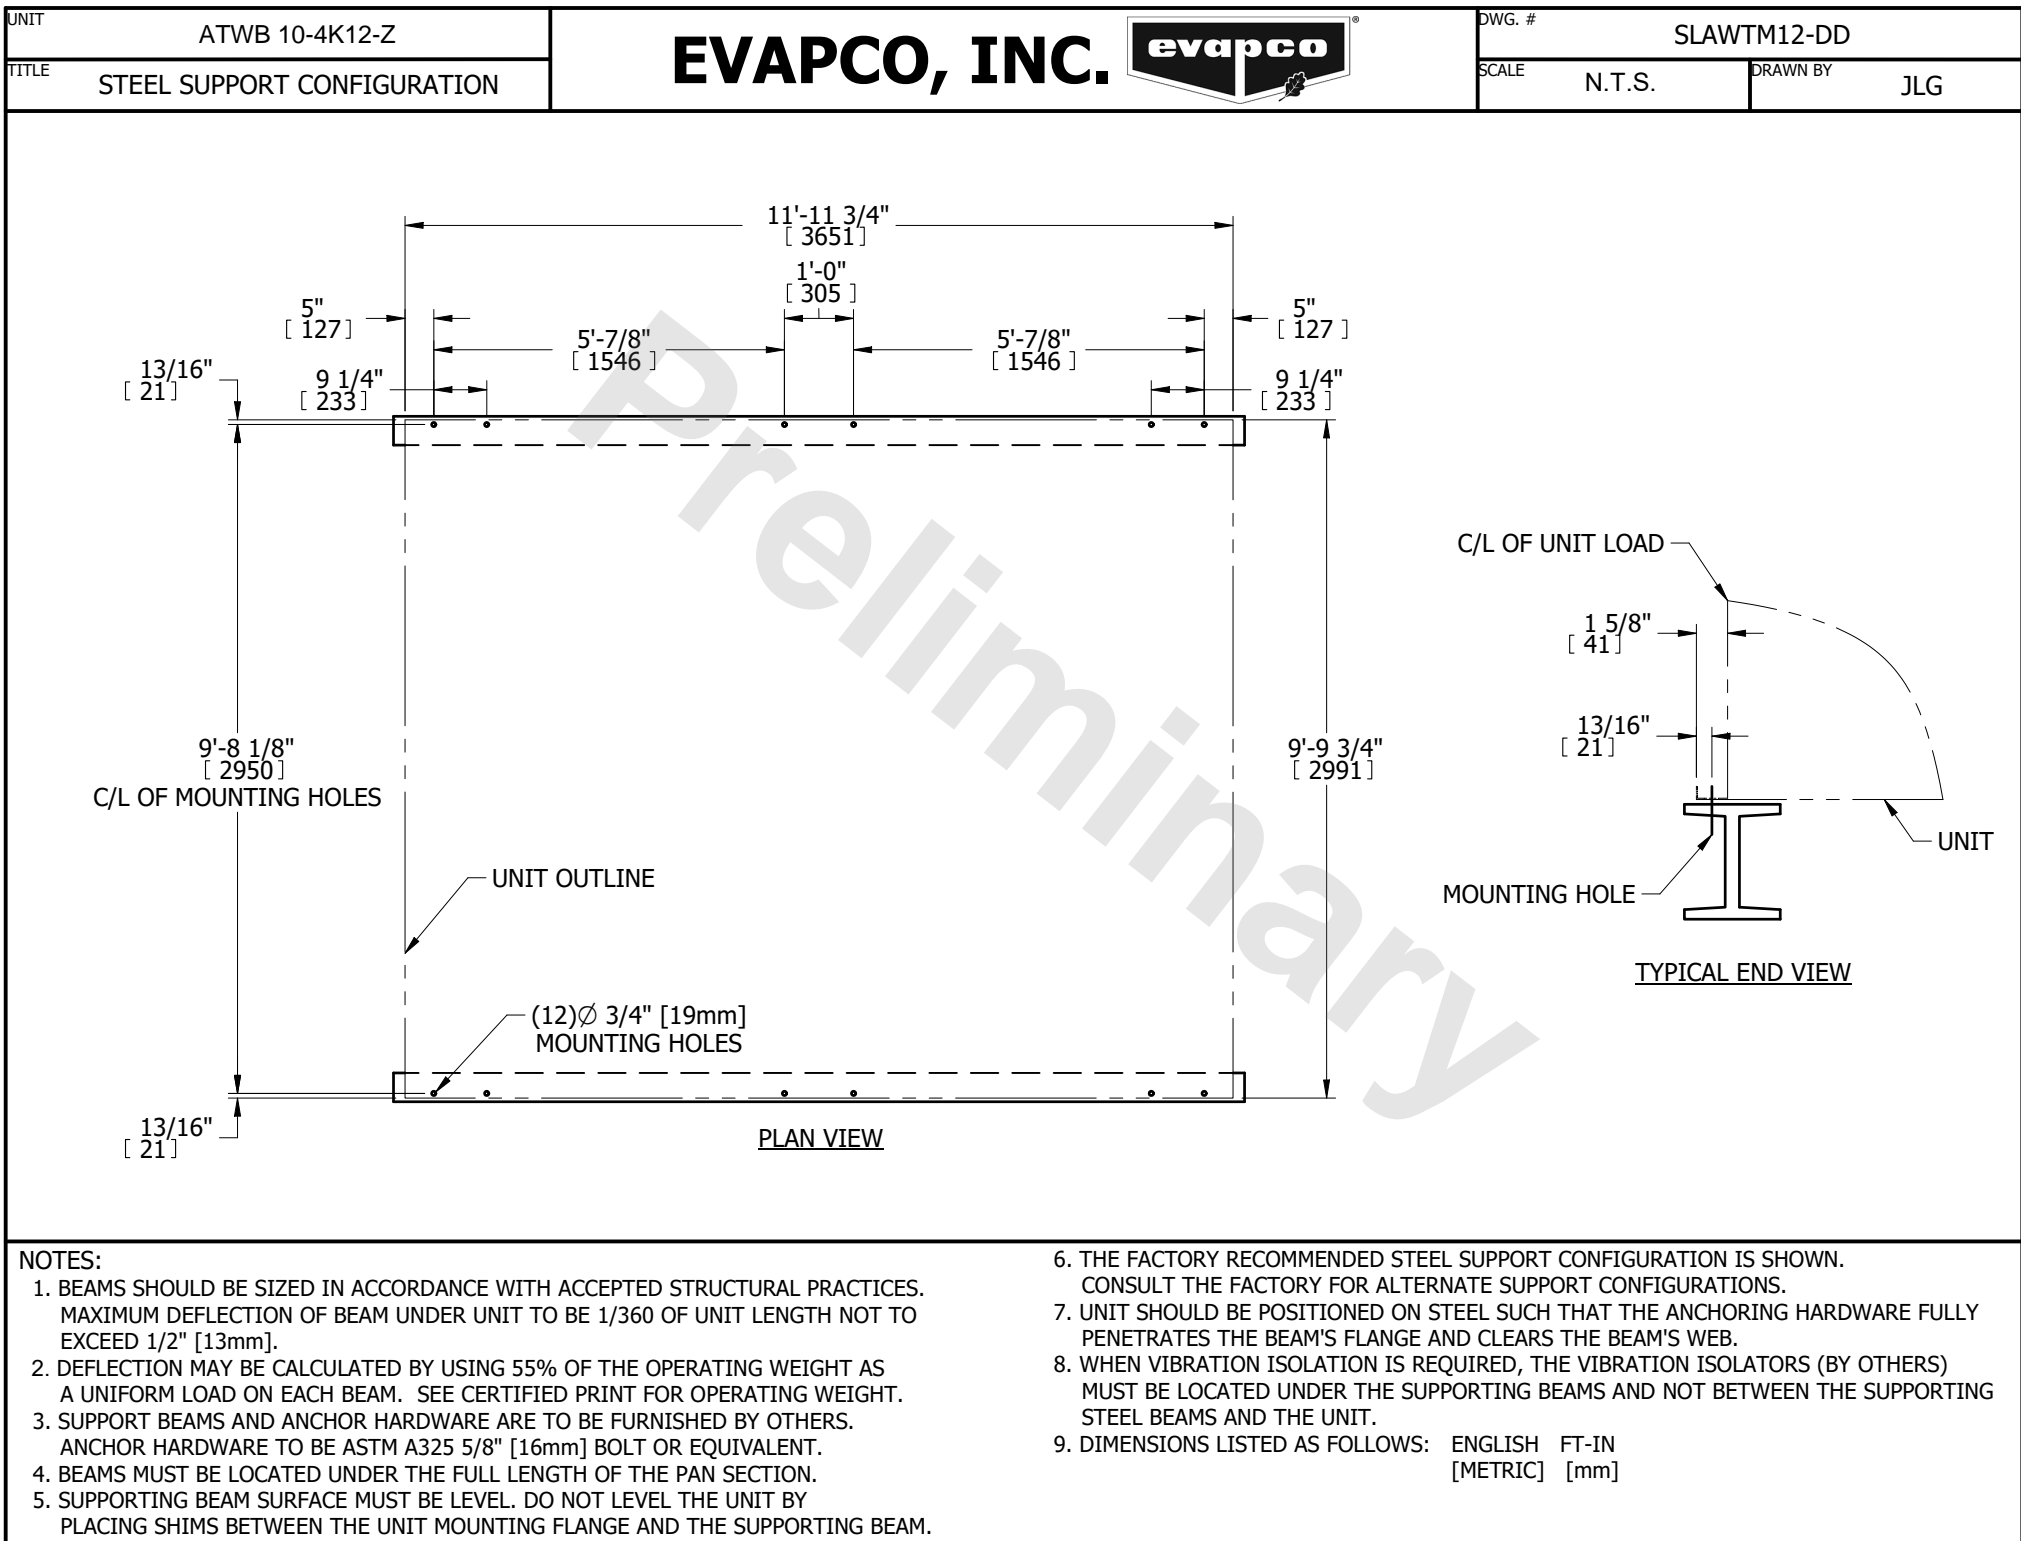 UNIT
ATWB 10-4K12-Z
TITLE
STEEL SUPPORT CONFIGURATION
EVAPCO, INC.
evapco®
DWG. #
SLAWTM12-DD
SCALE
N.T.S.
DRAWN BY
JLG
11'-11 3/4"
[ 3651]
1'-0"
[ 305 ]
5"
[ 127]
5"
[ 127 ]
5'-7/8"
[ 1546 ]
5'-7/8"
[ 1546 ]
13/16"
[ 21]
9 1/4"
[ 233]
9 1/4"
[ 233 ]
Preliminary
C/L OF UNIT LOAD
1 5/8"
[ 41]
13/16"
[ 21]
9'-8 1/8"
[ 2950]
C/L OF MOUNTING HOLES
9'-9 3/4"
[ 2991]
UNIT
UNIT OUTLINE
MOUNTING HOLE
TYPICAL END VIEW
(12)Ø 3/4" [19mm]
MOUNTING HOLES
13/16"
[ 21]
PLAN VIEW
NOTES:
1. BEAMS SHOULD BE SIZED IN ACCORDANCE WITH ACCEPTED STRUCTURAL PRACTICES.
MAXIMUM DEFLECTION OF BEAM UNDER UNIT TO BE 1/360 OF UNIT LENGTH NOT TO
EXCEED 1/2" [13mm].
2. DEFLECTION MAY BE CALCULATED BY USING 55% OF THE OPERATING WEIGHT AS
A UNIFORM LOAD ON EACH BEAM. SEE CERTIFIED PRINT FOR OPERATING WEIGHT.
3. SUPPORT BEAMS AND ANCHOR HARDWARE ARE TO BE FURNISHED BY OTHERS.
ANCHOR HARDWARE TO BE ASTM A325 5/8" [16mm] BOLT OR EQUIVALENT.
4. BEAMS MUST BE LOCATED UNDER THE FULL LENGTH OF THE PAN SECTION.
5. SUPPORTING BEAM SURFACE MUST BE LEVEL. DO NOT LEVEL THE UNIT BY
PLACING SHIMS BETWEEN THE UNIT MOUNTING FLANGE AND THE SUPPORTING BEAM.
6. THE FACTORY RECOMMENDED STEEL SUPPORT CONFIGURATION IS SHOWN.
CONSULT THE FACTORY FOR ALTERNATE SUPPORT CONFIGURATIONS.
7. UNIT SHOULD BE POSITIONED ON STEEL SUCH THAT THE ANCHORING HARDWARE FULLY
PENETRATES THE BEAM'S FLANGE AND CLEARS THE BEAM'S WEB.
8. WHEN VIBRATION ISOLATION IS REQUIRED, THE VIBRATION ISOLATORS (BY OTHERS)
MUST BE LOCATED UNDER THE SUPPORTING BEAMS AND NOT BETWEEN THE SUPPORTING
STEEL BEAMS AND THE UNIT.
9. DIMENSIONS LISTED AS FOLLOWS: ENGLISH FT-IN
[METRIC] [mm]